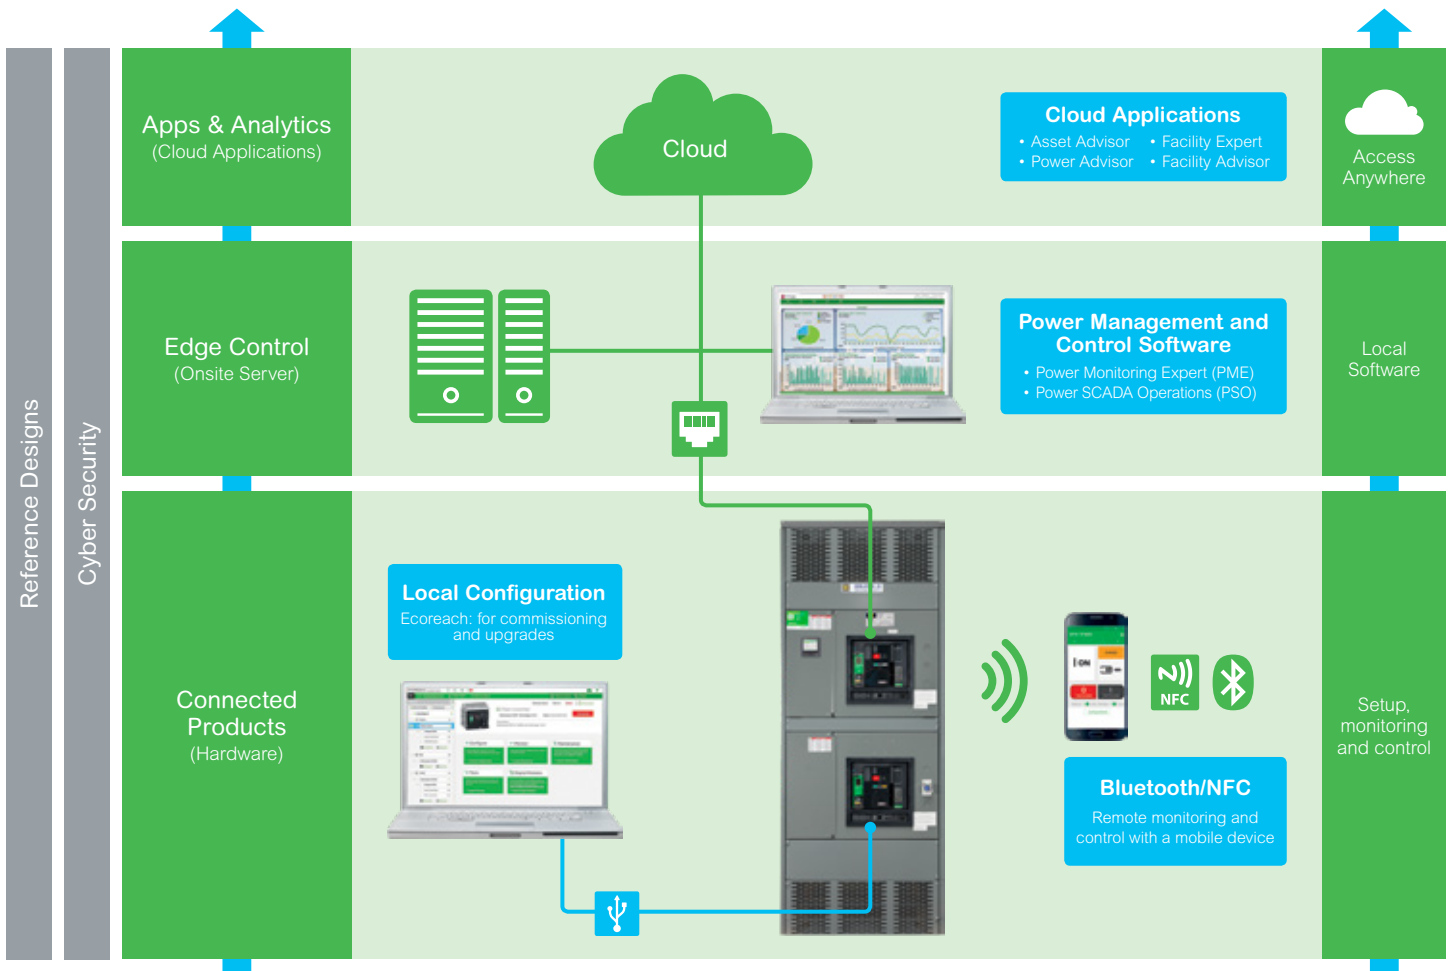 Reference Designs
Cyber Security
Apps & Analytics
(Cloud Applications)
Cloud
Cloud Applications
• Asset Advisor • Facility Expert
• Power Advisor • Facility Advisor
Access
Anywhere
Edge Control
(Onsite Server)
Power Management and
Control Software
• Power Monitoring Expert (PME)
• Power SCADA Operations (PSO)
Local
Software
Connected
Products
(Hardware)
Local Configuration
Ecoreach: for commissioning
and upgrades
ON
NFC
Bluetooth/NFC
Remote monitoring and
control with a mobile device
Setup,
monitoring
and control